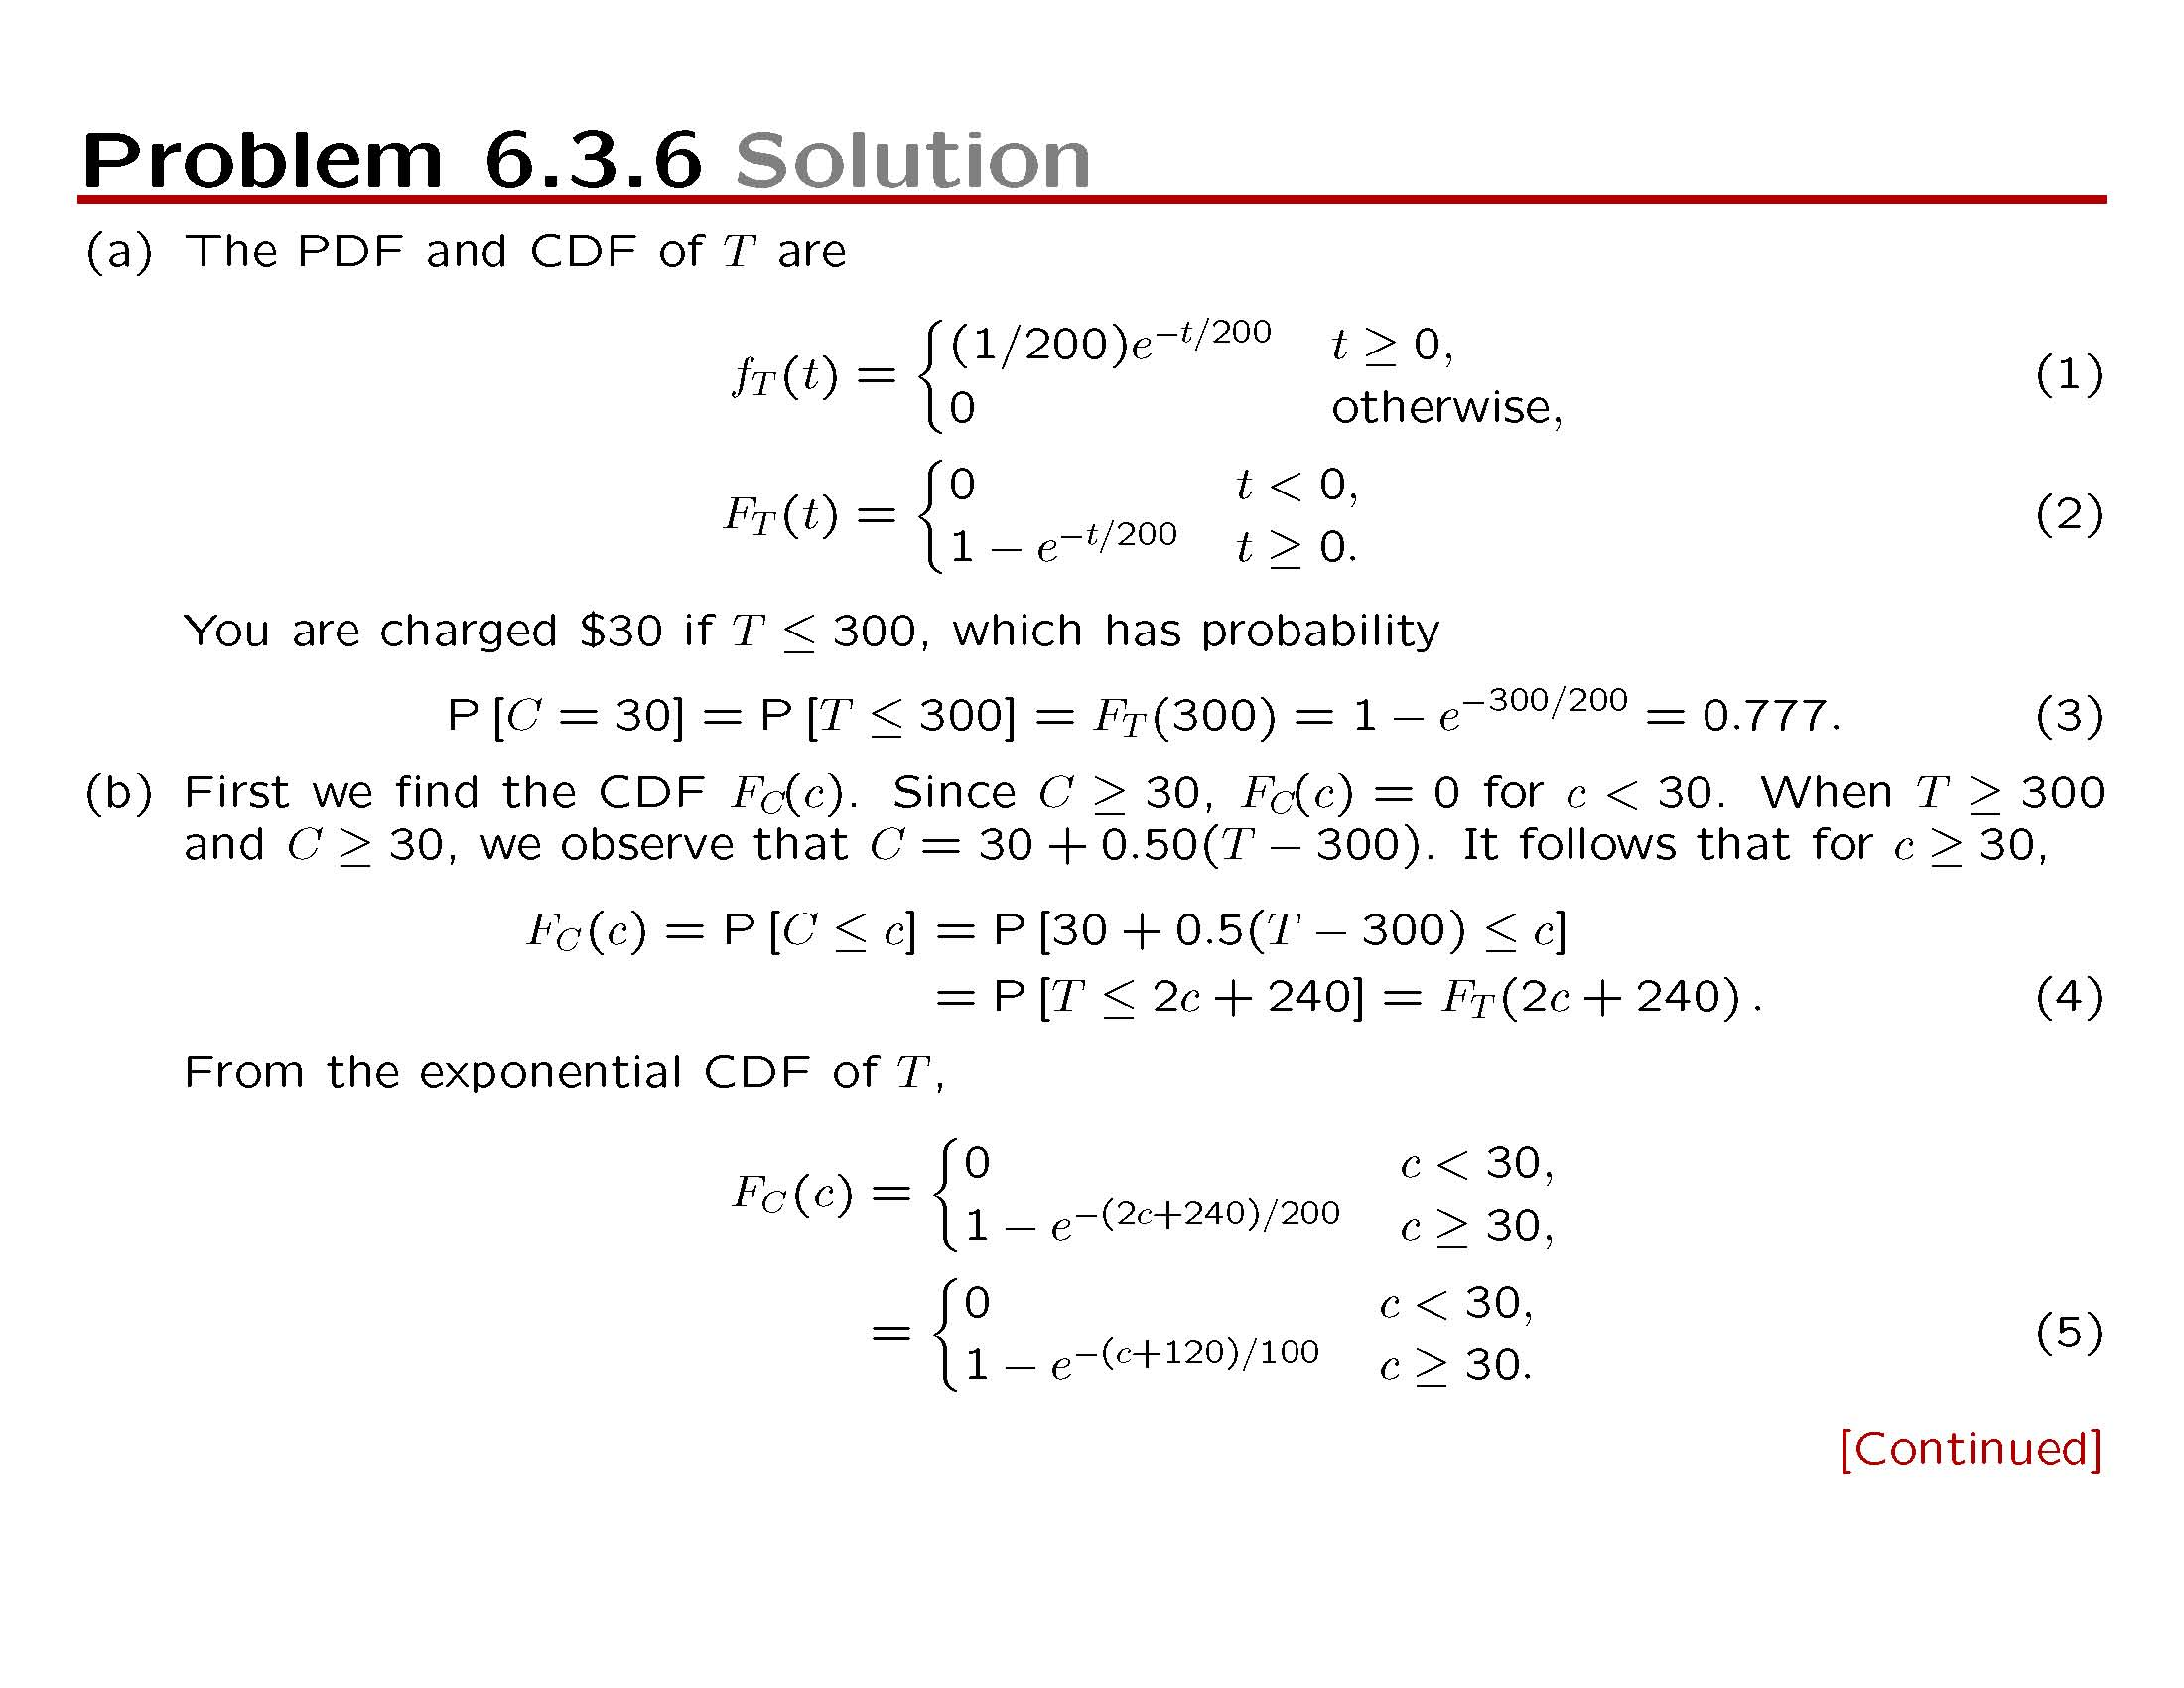 Problem 6.3.6 Solution
(a) The PDF and CDF of T are
f_T(t) = { (1/200)e^{−t/200}   t ≥ 0,
0   otherwise,   (1)
F_T(t) = { 0   t < 0,
1 − e^{−t/200}   t ≥ 0.   (2)
You are charged $30 if T ≤ 300, which has probability
P [C = 30] = P [T ≤ 300] = F_T(300) = 1 − e^{−300/200} = 0.777.   (3)
(b) First we find the CDF F_C(c). Since C ≥ 30, F_C(c) = 0 for c < 30. When T ≥ 300
and C ≥ 30, we observe that C = 30 + 0.50(T − 300). It follows that for c ≥ 30,
F_C(c) = P [C ≤ c] = P [30 + 0.5(T − 300) ≤ c]
= P [T ≤ 2c + 240] = F_T(2c + 240) .   (4)
From the exponential CDF of T,
F_C(c) = { 0   c < 30,
1 − e^{−(2c+240)/200}   c ≥ 30,
= { 0   c < 30,
1 − e^{−(c+120)/100}   c ≥ 30.   (5)
[Continued]